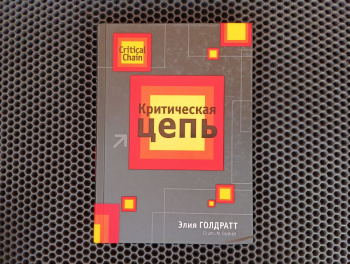 Critical
Chain
Критическая
цепь
Элия ГОЛДРАТТ